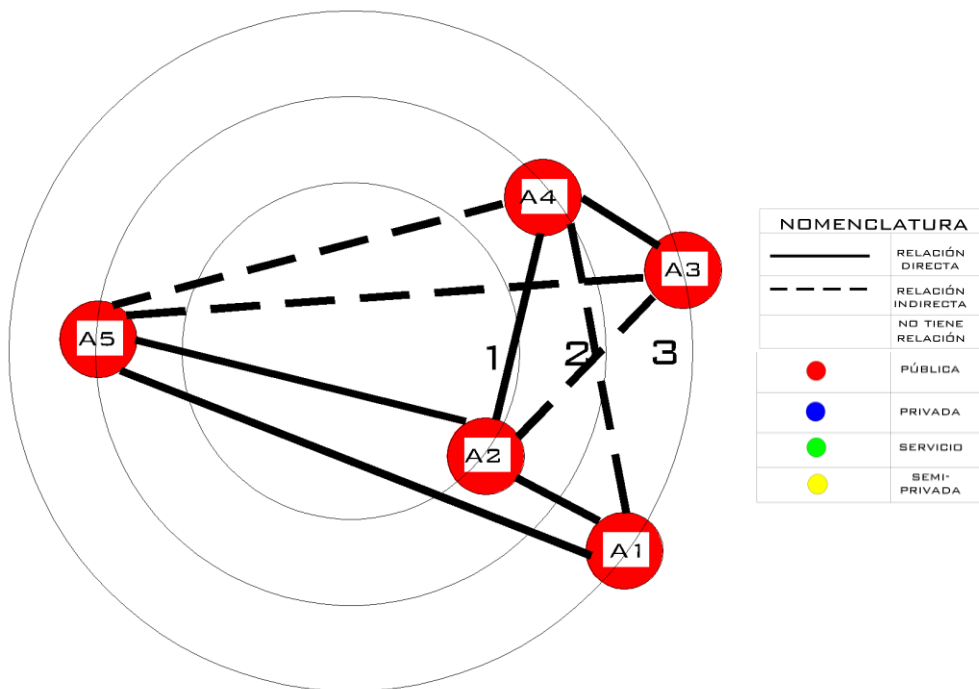 A4
A3
A5
1
2
3
A2
A1
NOMENCLATURA
RELACIÓN
DIRECTA
RELACIÓN
INDIRECTA
NO TIENE
RELACIÓN
PÚBLICA
PRIVADA
SERVICIO
SEMI-
PRIVADA